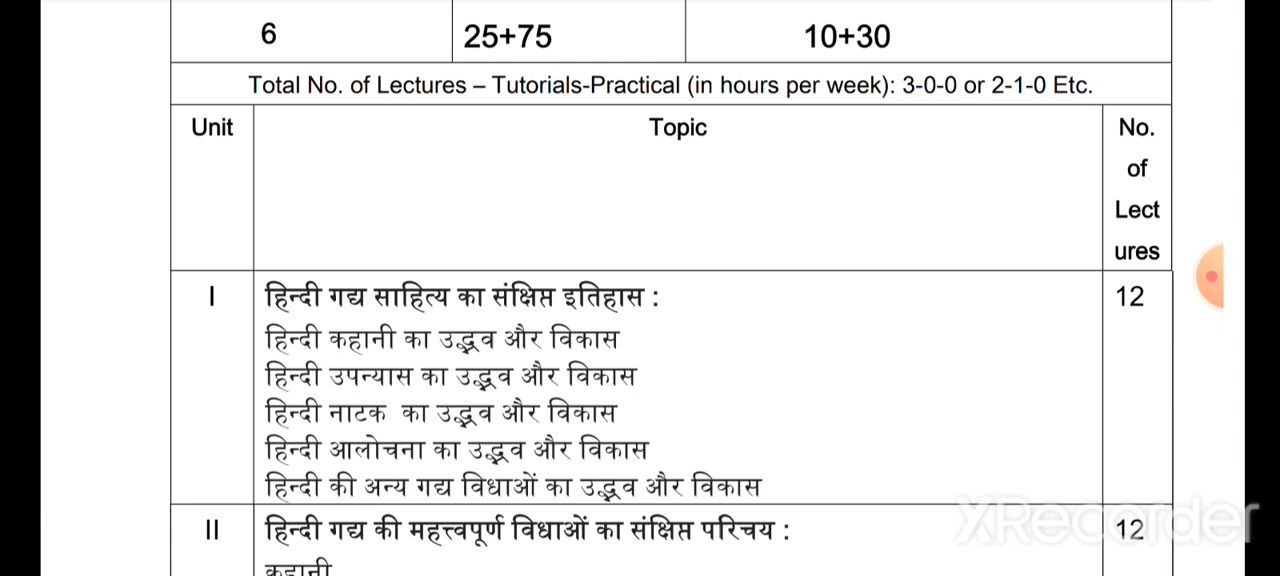 6 25+75 10+30
Total No. of Lectures – Tutorials-Practical (in hours per week): 3-0-0 or 2-1-0 Etc.
Unit Topic No.
of
Lect
ures
I हिन्दी गद्य साहित्य का संक्षिप्त इतिहास : 12
हिन्दी कहानी का उद्भव और विकास
हिन्दी उपन्यास का उद्भव और विकास
हिन्दी नाटक का उद्भव और विकास
हिन्दी आलोचना का उद्भव और विकास
हिन्दी की अन्य गद्य विधाओं का उद्भव और विकास
II हिन्दी गद्य की महत्त्वपूर्ण विधाओं का संक्षिप्त परिचय : 12
कहानी
XRecorder